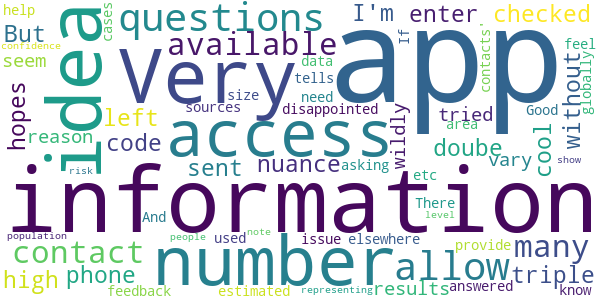 help cases questions I'm enter checked
But Very app If contacts'
seem idea available data feel globally
hopes tells need size
left sources disappointed tried Good without
reason code access wildly area cool
sent nuance asking doube vary
risk information etc There level show
And
population people note used issue elsewhere provide many
contact number allow triple
high phone results answered know
feedback estimated representing
confidence